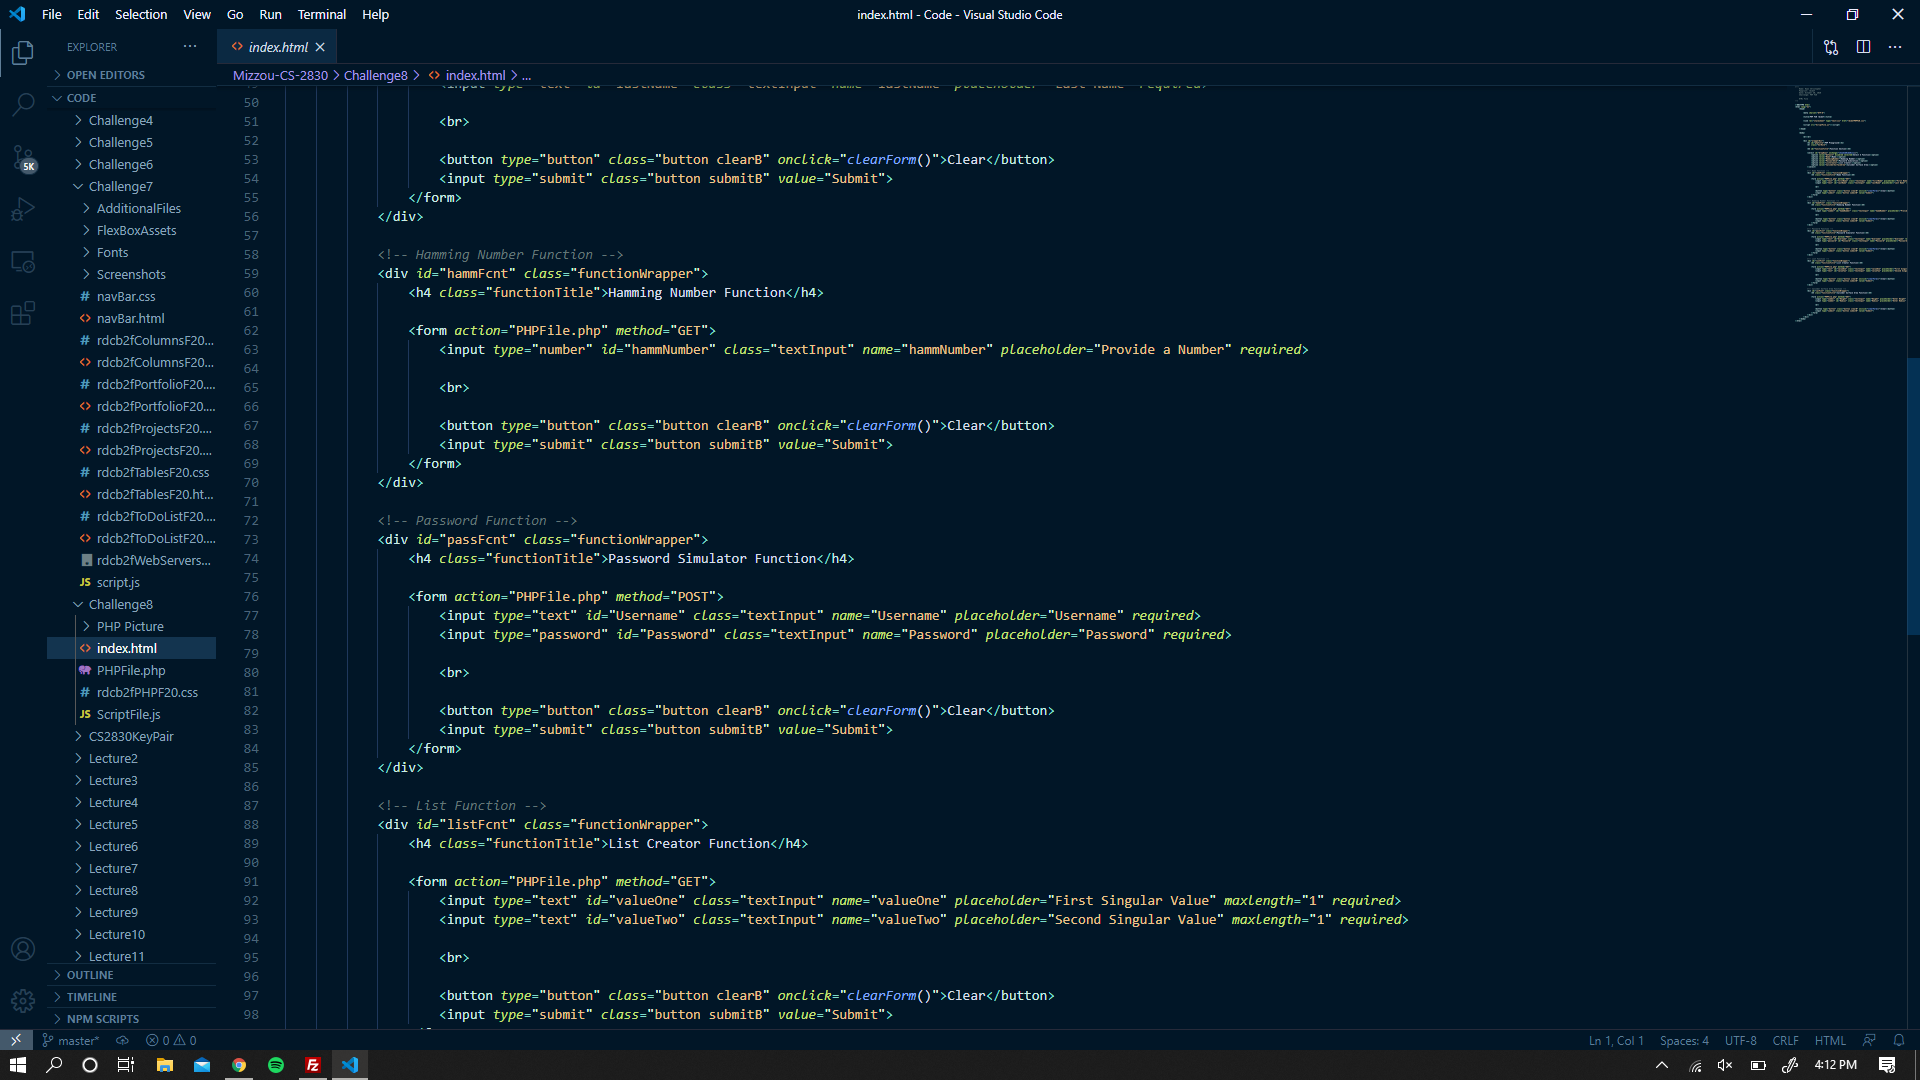 File Edit Selection View Go Run Terminal Help
index.html - Code - Visual Studio Code
EXPLORER
index.html
OPEN EDITORS
Mizzou-CS-2830 > Challenge8 > index.html > ...
CODE
Challenge4
Challenge5
Challenge6
5K
Challenge7
AdditionalFiles
FlexBoxAssets
Fonts
Screenshots
navBar.css
navBar.html
rdcb2fColumnsF20...
rdcb2fColumnsF20...
rdcb2fPortfolioF20....
rdcb2fPortfolioF20....
rdcb2fProjectsF20....
rdcb2fProjectsF20....
rdcb2fTablesF20.css
rdcb2fTablesF20.ht...
rdcb2fToDoListF20....
rdcb2fToDoListF20....
rdcb2fWebServers...
JS script.js
Challenge8
PHP Picture
index.html
PHPFile.php
rdcb2fPHPF20.css
JS ScriptFile.js
CS2830KeyPair
Lecture2
Lecture3
Lecture4
Lecture5
Lecture6
Lecture7
Lecture8
Lecture9
Lecture10
Lecture11
OUTLINE
TIMELINE
NPM SCRIPTS
50
51 <br>
52
53 <button type="button" class="button clearB" onclick="clearForm()">Clear</button>
54 <input type="submit" class="button submitB" value="Submit">
55 </form>
56 </div>
57
58 <!-- Hamming Number Function -->
59 <div id="hammFcnt" class="functionWrapper">
60 <h4 class="functionTitle">Hamming Number Function</h4>
61
62 <form action="PHPFile.php" method="GET">
63 <input type="number" id="hammNumber" class="textInput" name="hammNumber" placeholder="Provide a Number" required>
64
65 <br>
66
67 <button type="button" class="button clearB" onclick="clearForm()">Clear</button>
68 <input type="submit" class="button submitB" value="Submit">
69 </form>
70 </div>
71
72 <!-- Password Function -->
73 <div id="passFcnt" class="functionWrapper">
74 <h4 class="functionTitle">Password Simulator Function</h4>
75
76 <form action="PHPFile.php" method="POST">
77 <input type="text" id="Username" class="textInput" name="Username" placeholder="Username" required>
78 <input type="password" id="Password" class="textInput" name="Password" placeholder="Password" required>
79
80 <br>
81
82 <button type="button" class="button clearB" onclick="clearForm()">Clear</button>
83 <input type="submit" class="button submitB" value="Submit">
84 </form>
85 </div>
86
87 <!-- List Function -->
88 <div id="listFcnt" class="functionWrapper">
89 <h4 class="functionTitle">List Creator Function</h4>
90
91 <form action="PHPFile.php" method="GET">
92 <input type="text" id="valueOne" class="textInput" name="valueOne" placeholder="First Singular Value" maxlength="1" required>
93 <input type="text" id="valueTwo" class="textInput" name="valueTwo" placeholder="Second Singular Value" maxlength="1" required>
94
95 <br>
96
97 <button type="button" class="button clearB" onclick="clearForm()">Clear</button>
98 <input type="submit" class="button submitB" value="Submit">
master* 0 0
Ln 1, Col 1 Spaces: 4 UTF-8 CRLF HTML
4:12 PM